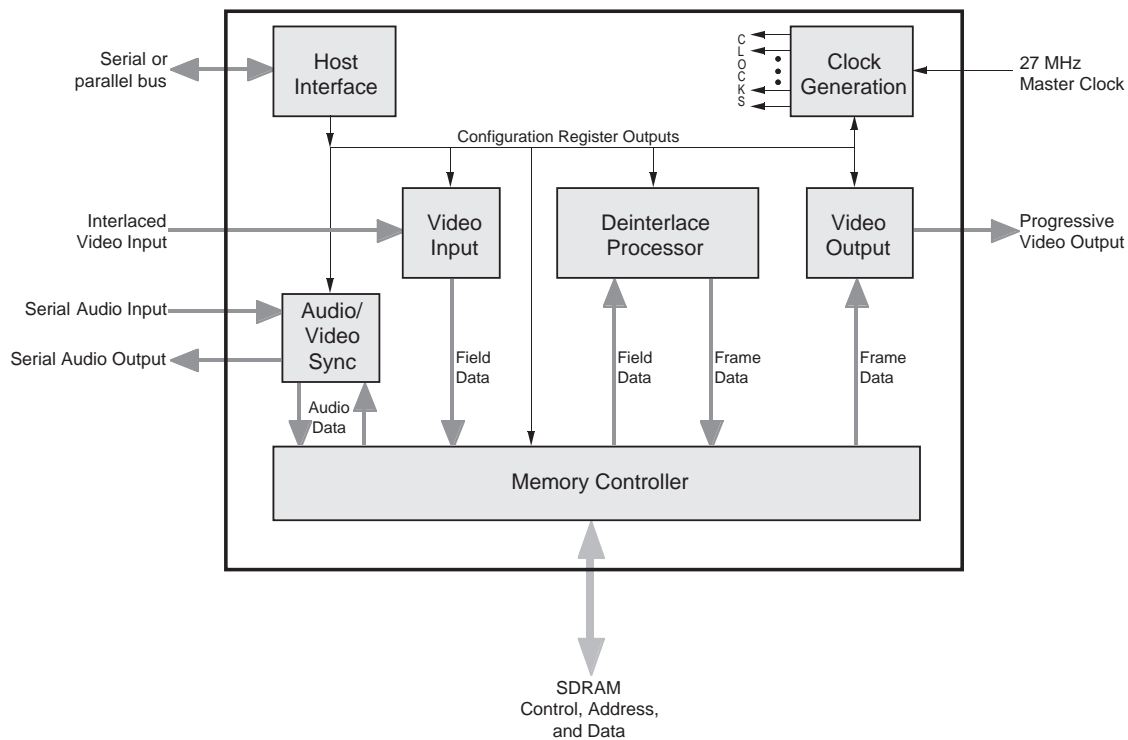 Serial or
parallel bus
Host
Interface
CLOCKS
Clock
Generation
27 MHz
Master Clock
Configuration Register Outputs
Interlaced
Video Input
Video
Input
Deinterlace
Processor
Video
Output
Progressive
Video Output
Serial Audio Input
Serial Audio Output
Audio/
Video
Sync
Audio
Data
Field
Data
Field
Data
Frame
Data
Frame
Data
Memory Controller
SDRAM
Control, Address,
and Data